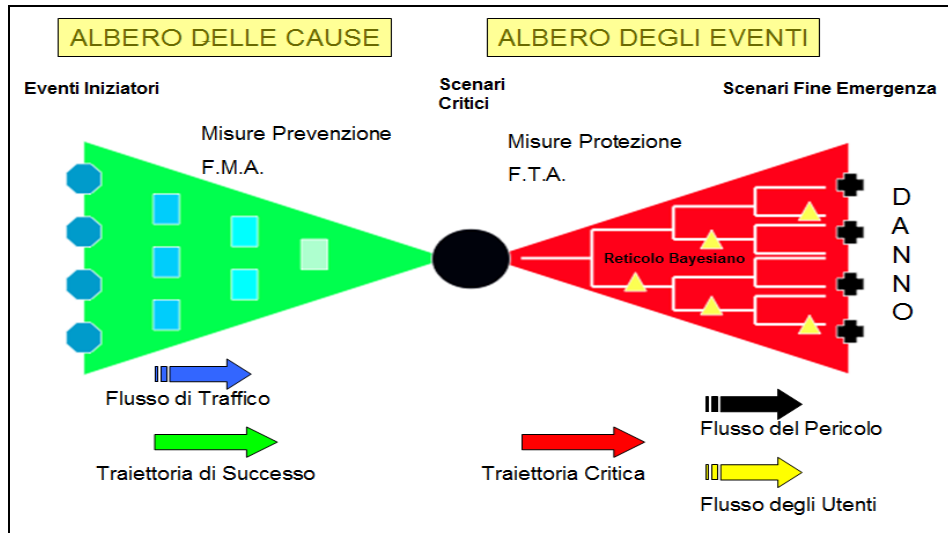 ALBERO DELLE CAUSE
ALBERO DEGLI EVENTI
Eventi Iniziatori
Scenari
Critici
Scenari Fine Emergenza
Misure Prevenzione
F.M.A.
Misure Protezione
F.T.A.
Reticolo Bayesiano
D
A
N
N
O
Flusso di Traffico
Traiettoria di Successo
Traiettoria Critica
Flusso del Pericolo
Flusso degli Utenti